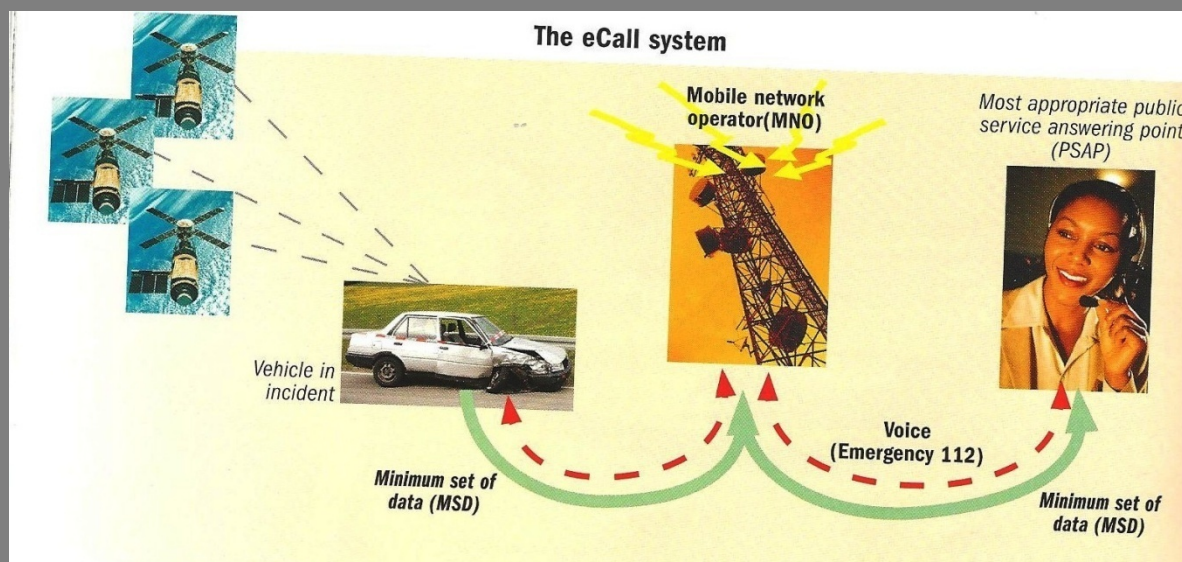 The eCall system
Mobile network
operator(MNO)
Most appropriate public
service answering point
(PSAP)
Vehicle in
incident
Voice
(Emergency 112)
Minimum set of
data (MSD)
Minimum set of
data (MSD)